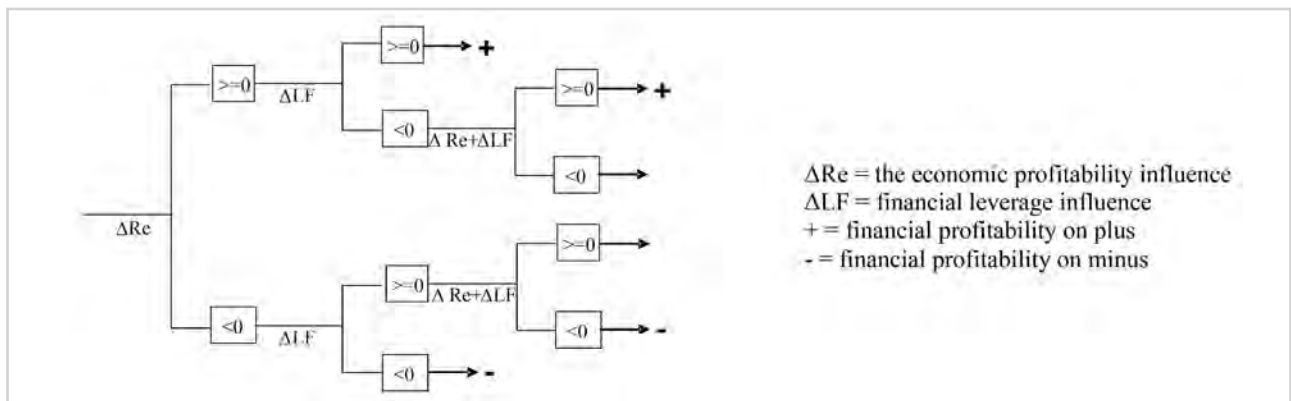 >=0
+
>=0
ΔLF
>=0
+
<0
Δ Re+ΔLF
<0
ΔRe
>=0
>=0
Δ Re+ΔLF
<0
ΔLF
<0
-
<0
-
ΔRe = the economic profitability influence
ΔLF = financial leverage influence
+ = financial profitability on plus
- = financial profitability on minus